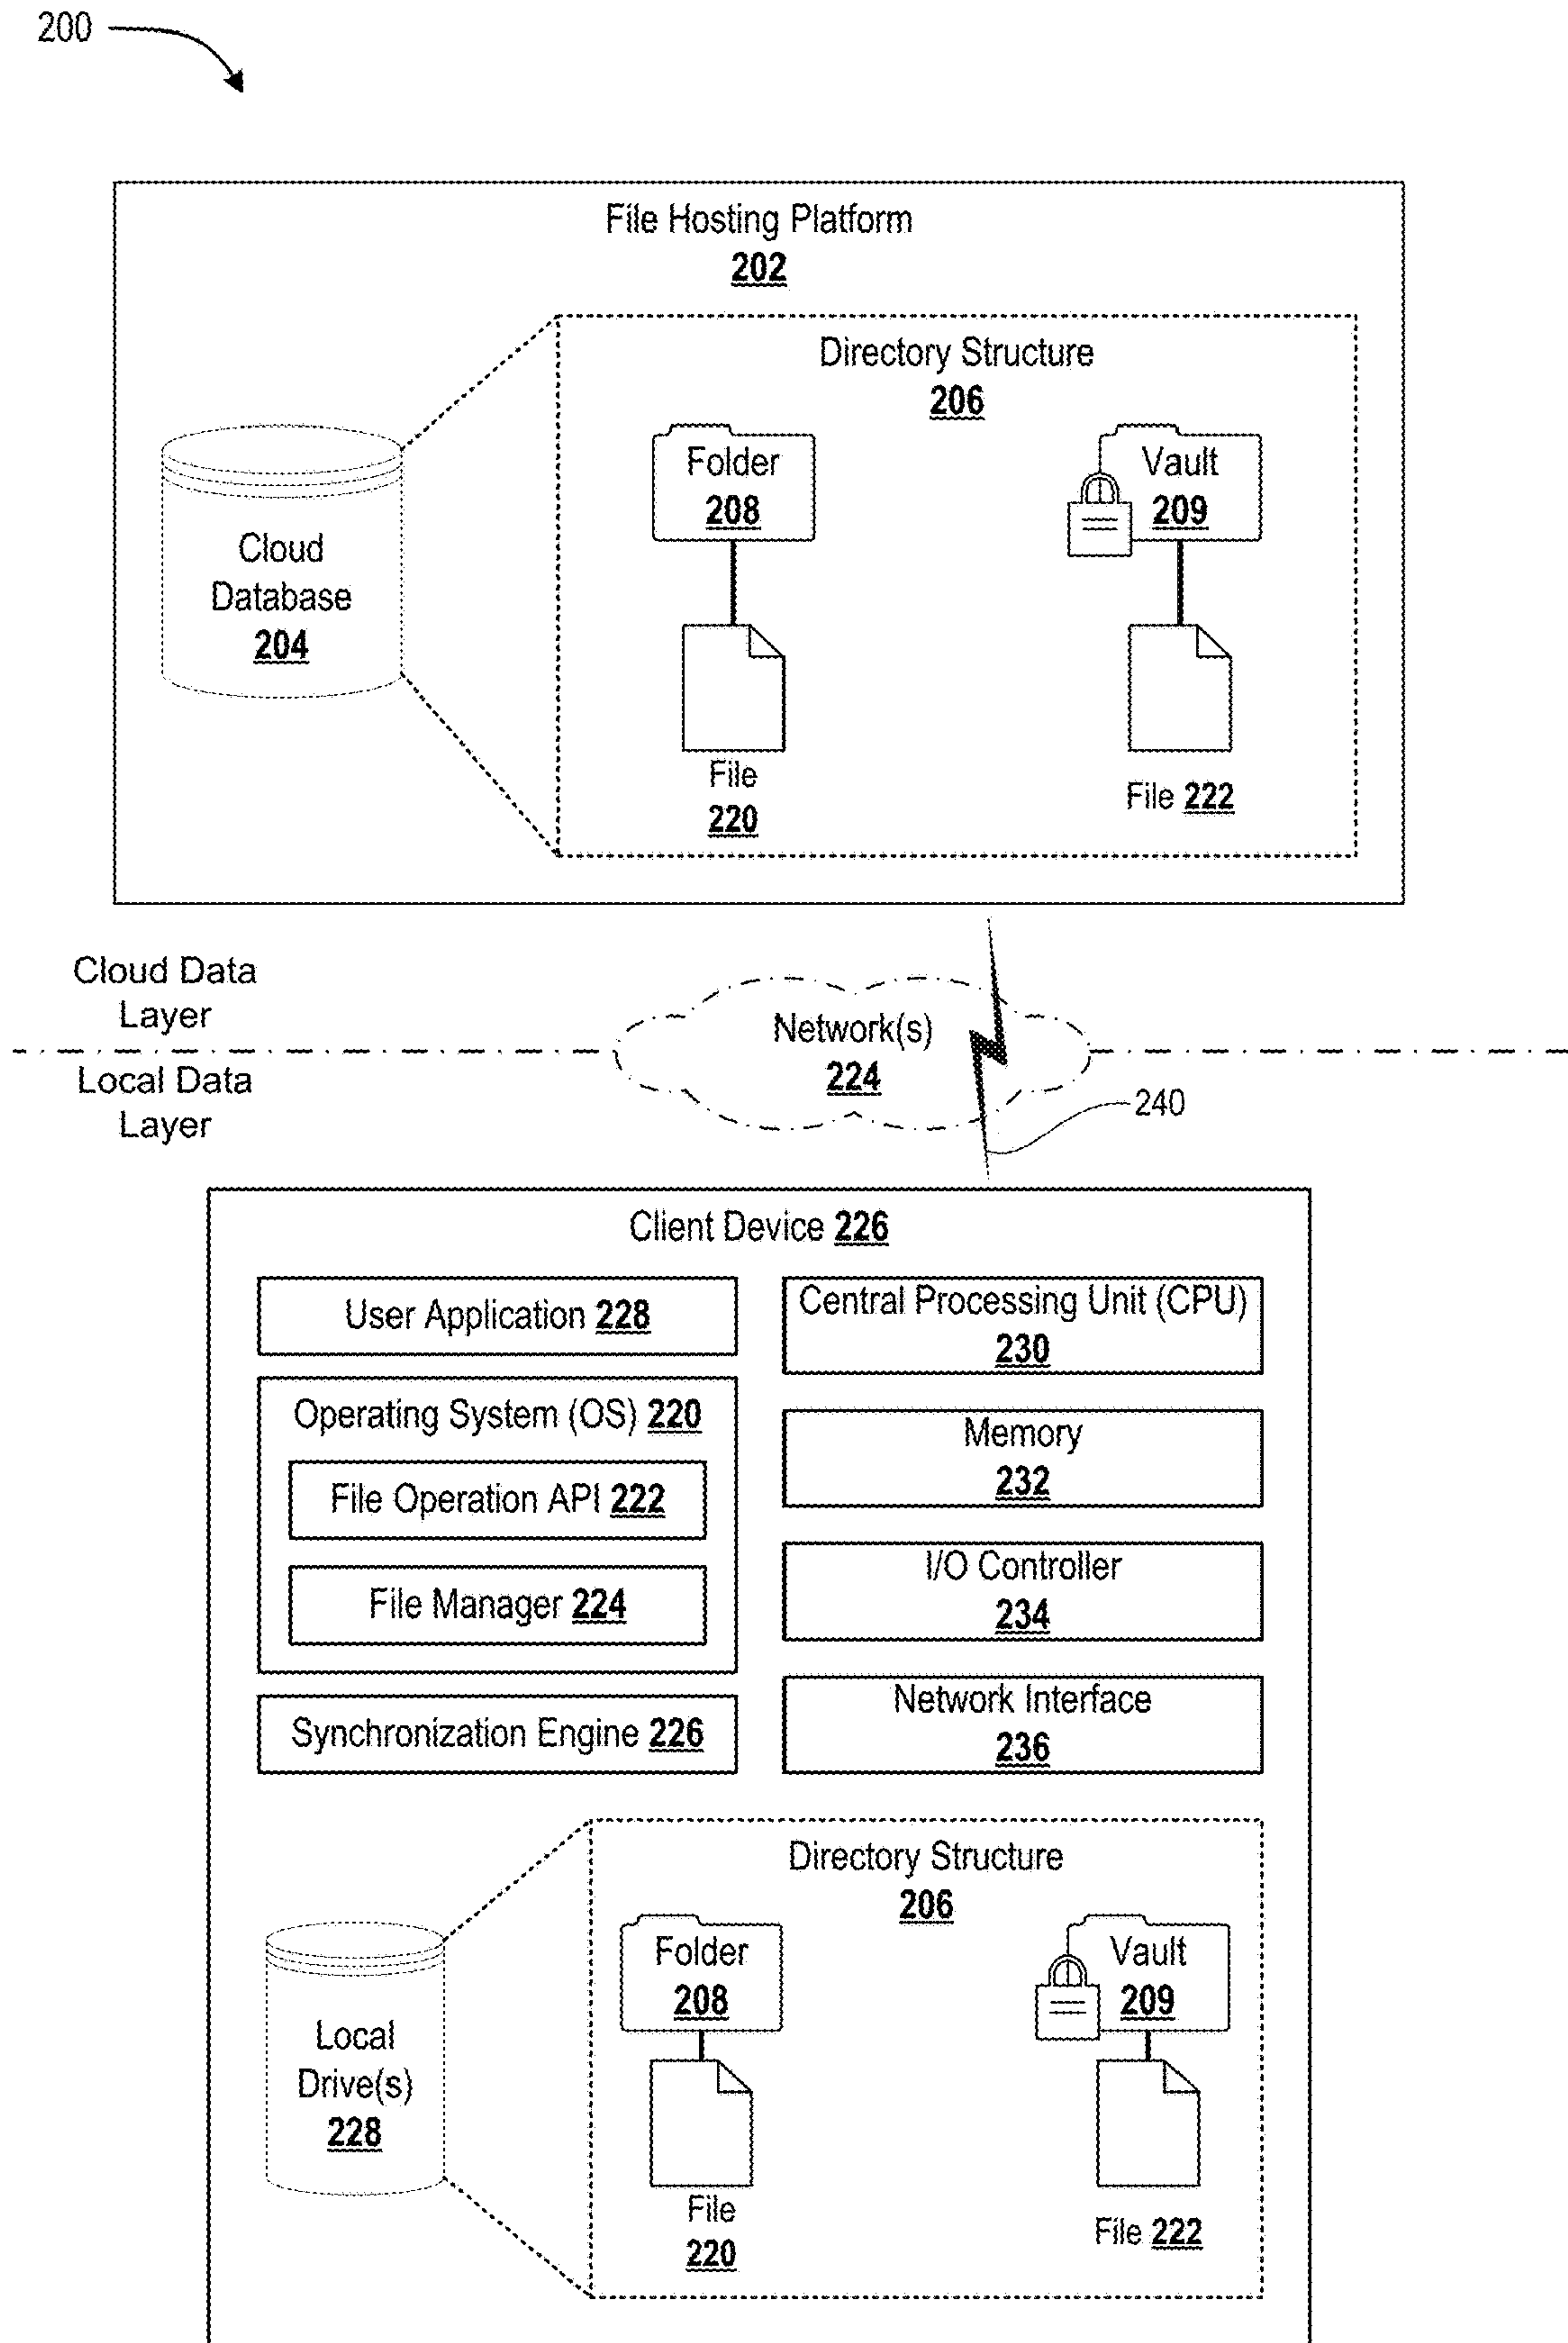 200
File Hosting Platform
202
Directory Structure
206
Folder
208
Vault
209
Cloud
Database
204
File
220
File 222
Cloud Data
Layer
Network(s)
224
Local Data
Layer
240
Client Device 226
User Application 228
Central Processing Unit (CPU)
230
Operating System (OS) 220
Memory
232
File Operation API 222
I/O Controller
234
File Manager 224
Network Interface
236
Synchronization Engine 226
Directory Structure
206
Folder
208
Vault
209
Local
Drive(s)
228
File
220
File 222